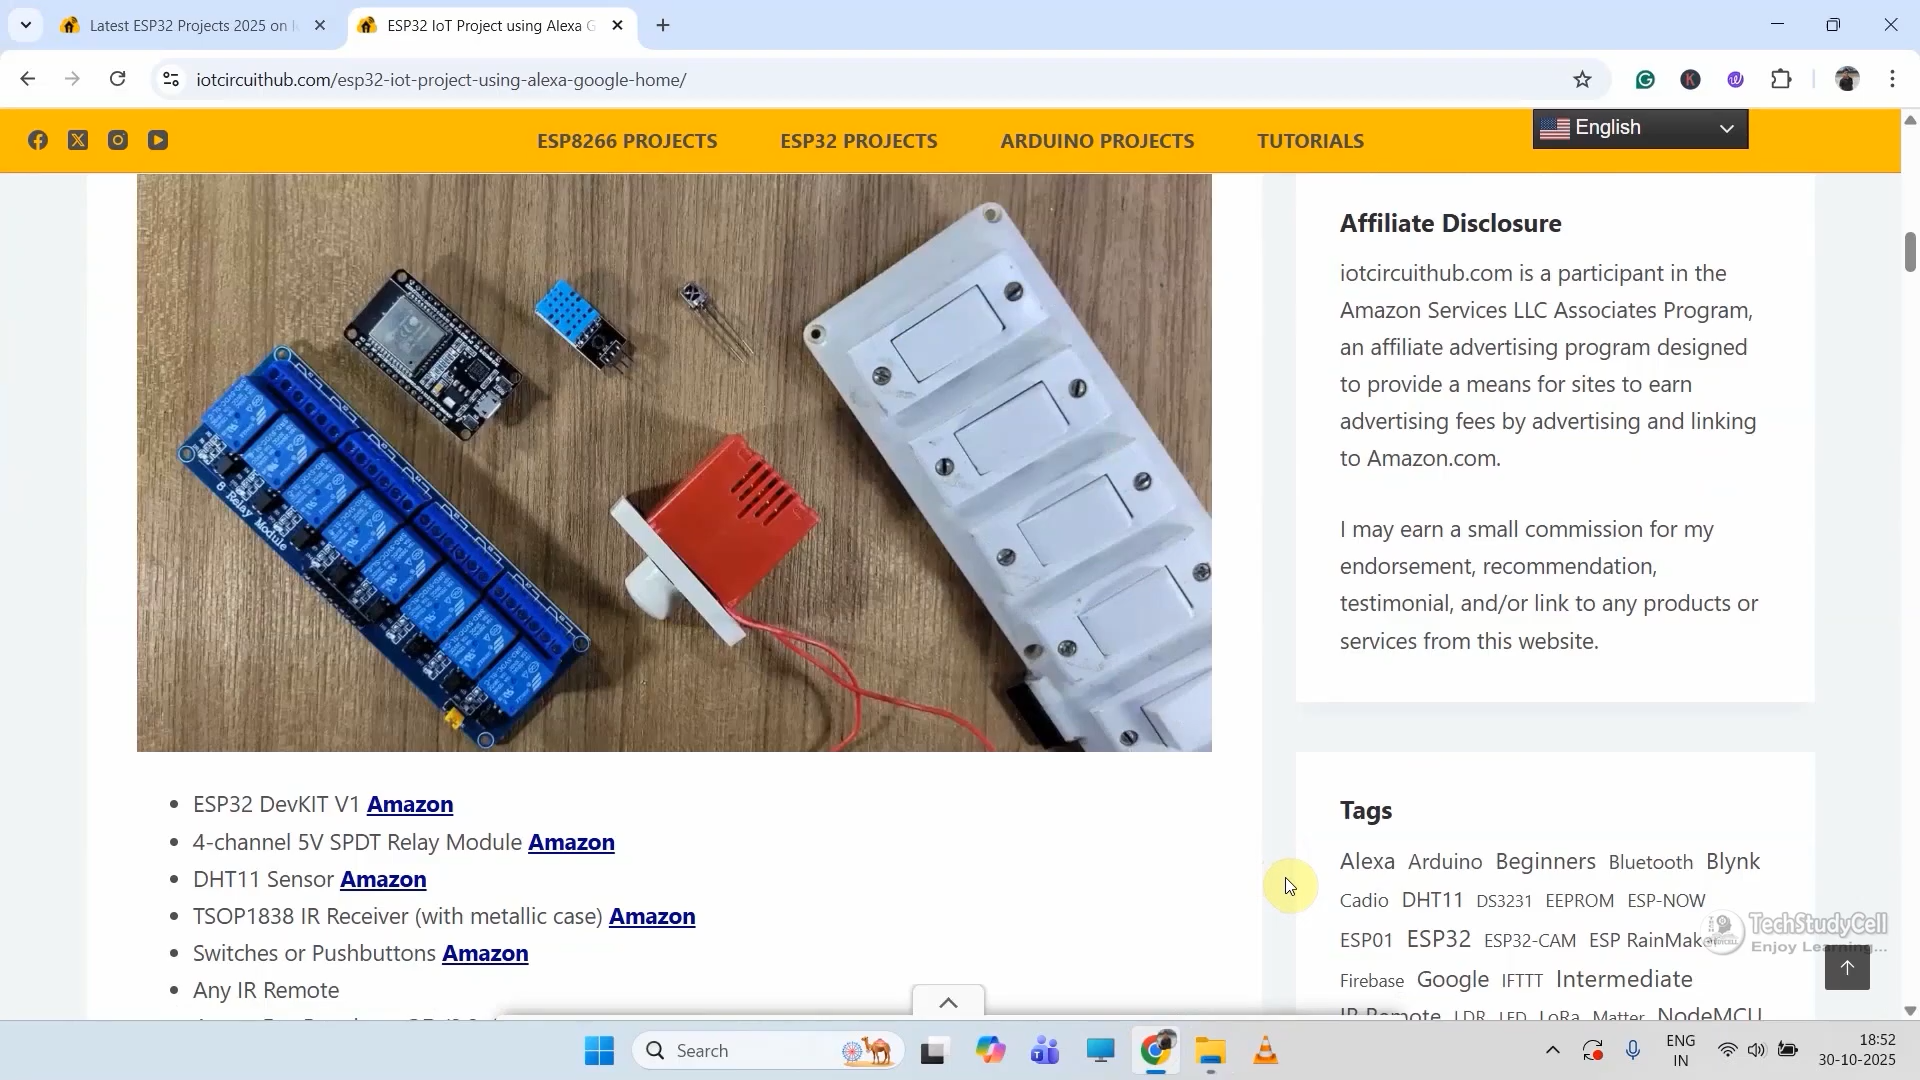 Latest ESP32 Projects 2025 on I
ESP32 IoT Project using Alexa G
iotcircuithub.com/esp32-iot-project-using-alexa-google-home/
ESP8266 PROJECTS
ESP32 PROJECTS
ARDUINO PROJECTS
TUTORIALS
English
8 Relay Module
ESP32 DevKIT V1 Amazon
4-channel 5V SPDT Relay Module Amazon
DHT11 Sensor Amazon
TSOP1838 IR Receiver (with metallic case) Amazon
Switches or Pushbuttons Amazon
Any IR Remote
Affiliate Disclosure
iotcircuithub.com is a participant in the
Amazon Services LLC Associates Program,
an affiliate advertising program designed
to provide a means for sites to earn
advertising fees by advertising and linking
to Amazon.com.
I may earn a small commission for my
endorsement, recommendation,
testimonial, and/or link to any products or
services from this website.
Tags
Alexa Arduino Beginners Bluetooth Blynk
Cadio DHT11 DS3231 EEPROM ESP-NOW
ESP01 ESP32 ESP32-CAM ESP RainMak
Firebase Google IFTTT Intermediate
IR Remote LDR LED LoRa Matter NodeMCU
TechStudyCell
Enjoy Learning...
Search
ENG
IN
18:52
30-10-2025